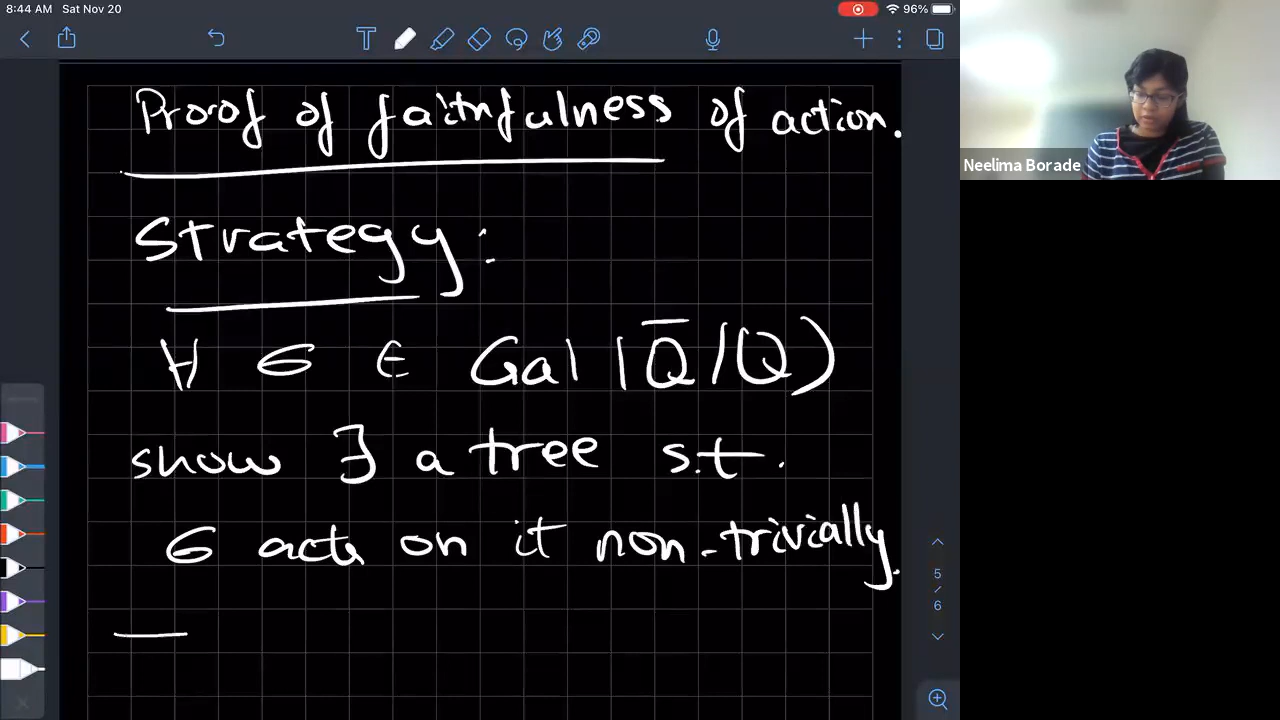 8:44 AM Sat Nov 20
96%
Proof of faithfulness of action.
Neelima Borade
Strategy:
∀ σ ∈ Gal (Q̅/Q)
show ∃ a tree s.t.
σ acts on it non-trivially.
5
/
6